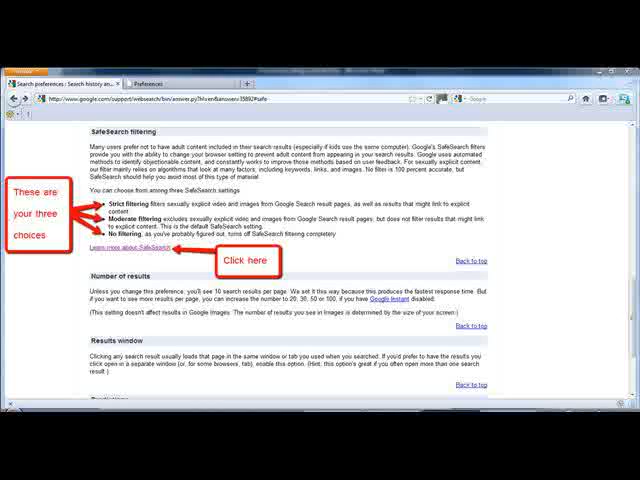 Search preferences : Search history an...
Preferences
http://www.google.com/support/websearch/bin/answer.py?hl=en&answer=35892#safe
Google
SafeSearch filtering
Many users prefer not to have adult content included in their search results (especially if kids use the same computer). Google's SafeSearch filters
provide you with the ability to change your browser setting to prevent adult content from appearing in your search results. Google uses automated
methods to identify objectionable content, and constantly works to improve those methods based on user feedback. For sexually explicit content,
our filter mainly relies on algorithms that look at many factors, including keywords, links, and images. No filter is 100 percent accurate, but
SafeSearch should help you avoid most of this type of material.
You can choose from among three SafeSearch settings
These are
your three
choices
Strict filtering filters sexually explicit video and images from Google Search result pages, as well as results that might link to explicit
content
Moderate filtering excludes sexually explicit video and images from Google Search result pages, but does not filter results that might link
to explicit content. This is the default SafeSearch setting.
No filtering, as you've probably figured out, turns off SafeSearch filtering completely
Learn more about SafeSearch
Click here
Back to top
Number of results
Unless you change this preference, you'll see 10 search results per page. We set it this way because this produces the fastest response time. But
if you want to see more results per page, you can increase the number to 20, 30, 50 or 100, if you have Google Instant disabled.
(This setting doesn't affect results in Google Images. The number of results you see in Images is determined by the size of your screen.)
Back to top
Results window
Clicking any search result usually loads that page in the same window or tab you used when you searched. If you'd prefer to have the results you
click open in a separate window (or, for some browsers, tab), enable this option. (Hint: this option's great if you often open more than one search
result.)
Back to top